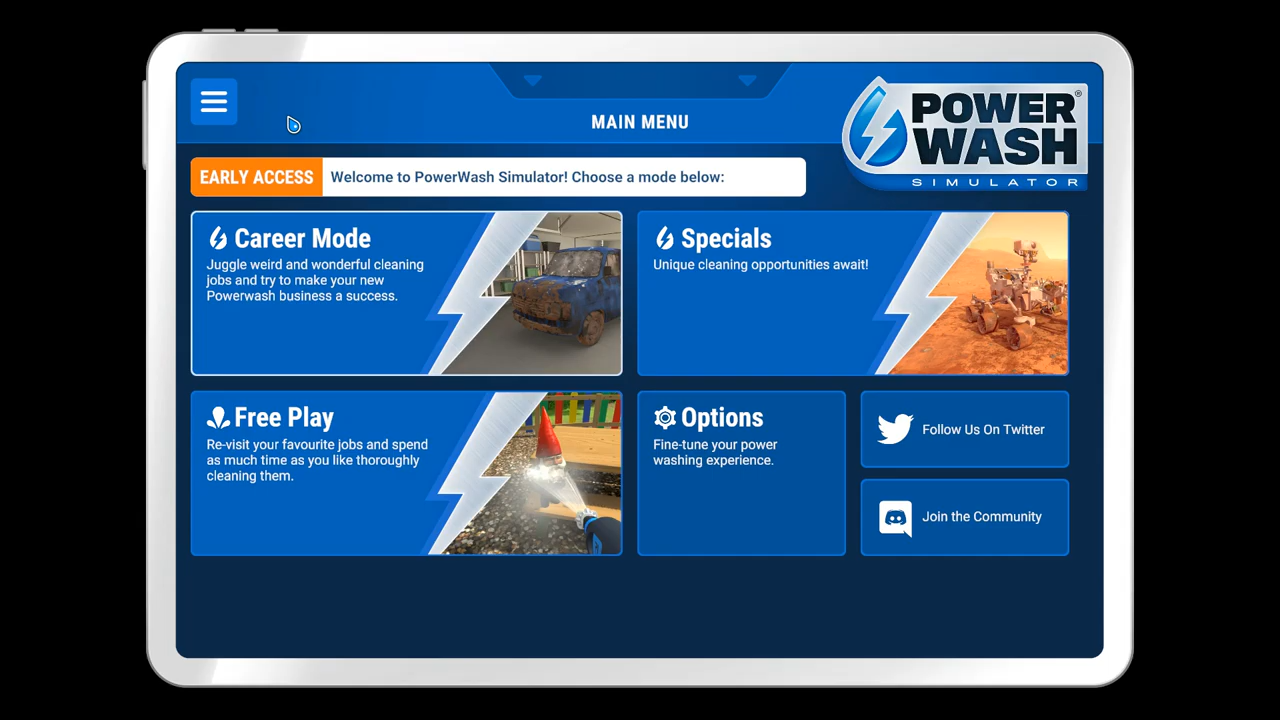 MAIN MENU
POWER
WASH
®
SIMULATOR
EARLY ACCESS
Welcome to PowerWash Simulator! Choose a mode below:
Career Mode
Juggle weird and wonderful cleaning
jobs and try to make your new
Powerwash business a success.
Specials
Unique cleaning opportunities await!
Free Play
Re-visit your favourite jobs and spend
as much time as you like thoroughly
cleaning them.
Options
Fine-tune your power
washing experience.
Follow Us On Twitter
Join the Community